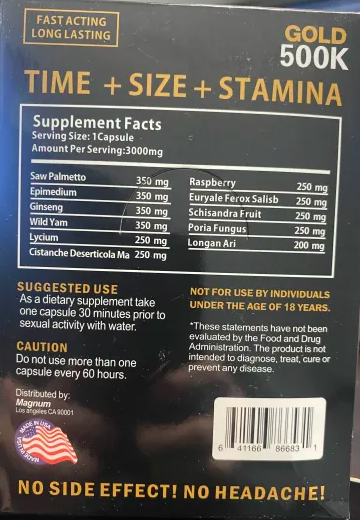 FAST ACTING
LONG LASTING
GOLD
500K
TIME + SIZE + STAMINA
Supplement Facts
Serving Size: 1Capsule
Amount Per Serving:3000mg
Saw Palmetto 350 mg
Epimedium 350 mg
Ginseng 350 mg
Wild Yam 350 mg
Lycium 250 mg
Cistanche Deserticola Ma 250 mg
Raspberry 250 mg
Euryale Ferox Salisb 250 mg
Schisandra Fruit 250 mg
Poria Fungus 250 mg
Longan Ari 200 mg
SUGGESTED USE
As a dietary supplement take
one capsule 30 minutes prior to
sexual activity with water.
CAUTION
Do not use more than one
capsule every 60 hours.
Distributed by:
Magnum
Los angeles CA 90001
MADE IN USA
MADE IN USA
NOT FOR USE BY INDIVIDUALS
UNDER THE AGE OF 18 YEARS.
*These statements have not been
evaluated by the Food and Drug
Administration. The product is not
intended to diagnose, treat, cure or
prevent any disease.
6 41166 86683 1
NO SIDE EFFECT! NO HEADACHE!